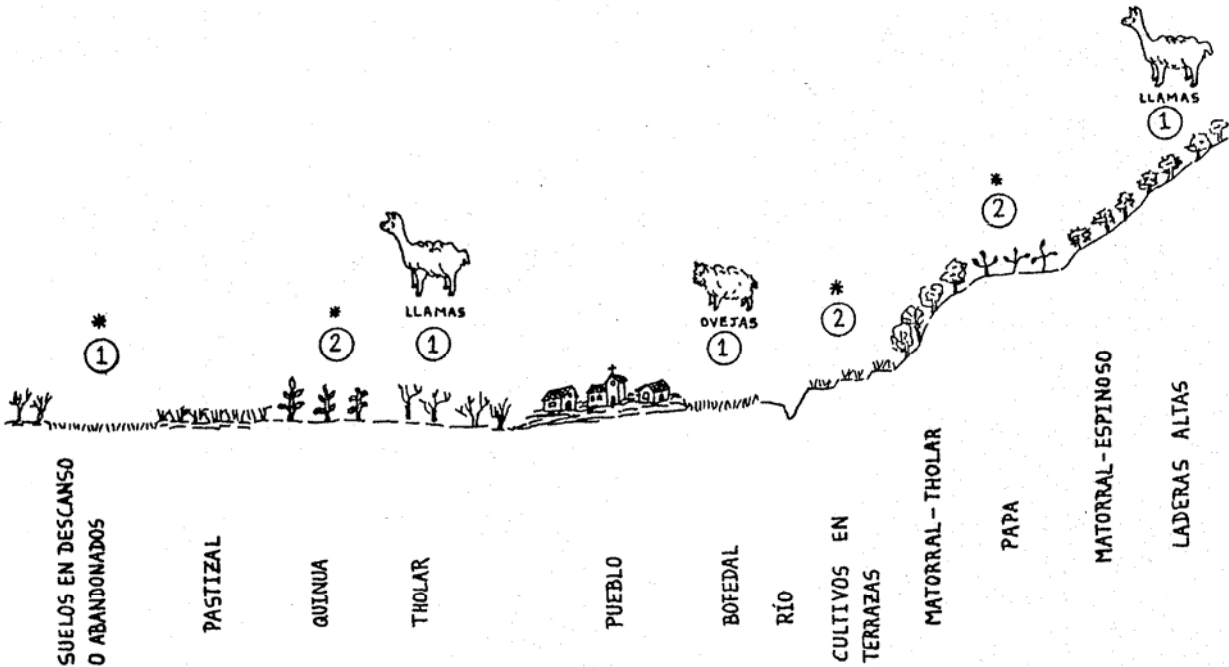 LLAMAS
1
*
2
*
1
*
2
LLAMAS
1
OVEJAS
1
*
2
SUELOS EN DESCANSO
O ABANDONADOS
PASTIZAL
QUINUA
THOLAR
PUEBLO
BOFEDAL
RÍO
CULTIVOS EN
TERRAZAS
MATORRAL-THOLAR
PAPA
MATORRAL-ESPINOSO
LADERAS ALTAS